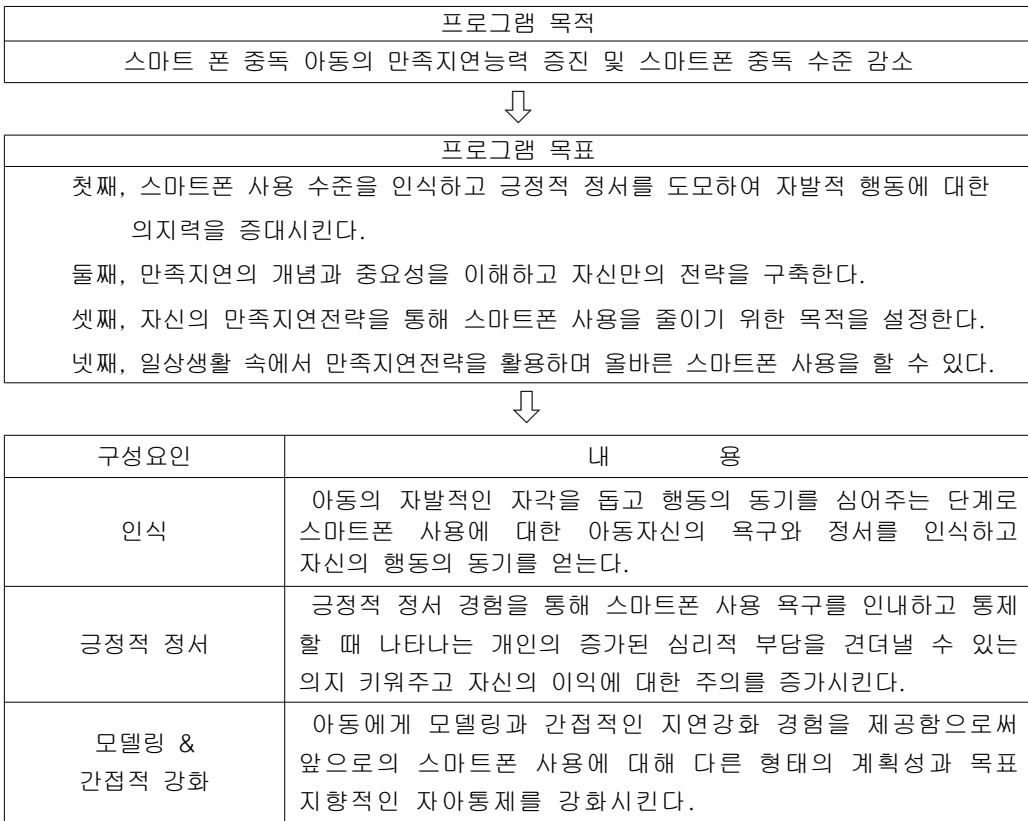 프로그램 목적
스마트 폰 중독 아동의 만족지연능력 증진 및 스마트폰 중독 수준 감소
프로그램 목표
첫째, 스마트폰 사용 수준을 인식하고 긍정적 정서를 도모하여 자발적 행동에 대한
의지력을 증대시킨다.
둘째, 만족지연의 개념과 중요성을 이해하고 자신만의 전략을 구축한다.
셋째, 자신의 만족지연전략을 통해 스마트폰 사용을 줄이기 위한 목적을 설정한다.
넷째, 일상생활 속에서 만족지연전략을 활용하며 올바른 스마트폰 사용을 할 수 있다.
구성요인
내 용
인식
아동의 자발적인 자각을 돕고 행동의 동기를 심어주는 단계로
스마트폰 사용에 대한 아동자신의 욕구와 정서를 인식하고
자신의 행동의 동기를 얻는다.
긍정적 정서
긍정적 정서 경험을 통해 스마트폰 사용 욕구를 인내하고 통제
할 때 나타나는 개인의 증가된 심리적 부담을 견뎌낼 수 있는
의지 키워주고 자신의 이익에 대한 주의를 증가시킨다.
모델링 &
간접적 강화
아동에게 모델링과 간접적인 지연강화 경험을 제공함으로써
앞으로의 스마트폰 사용에 대해 다른 형태의 계획성과 목표
지향적인 자아통제를 강화시킨다.